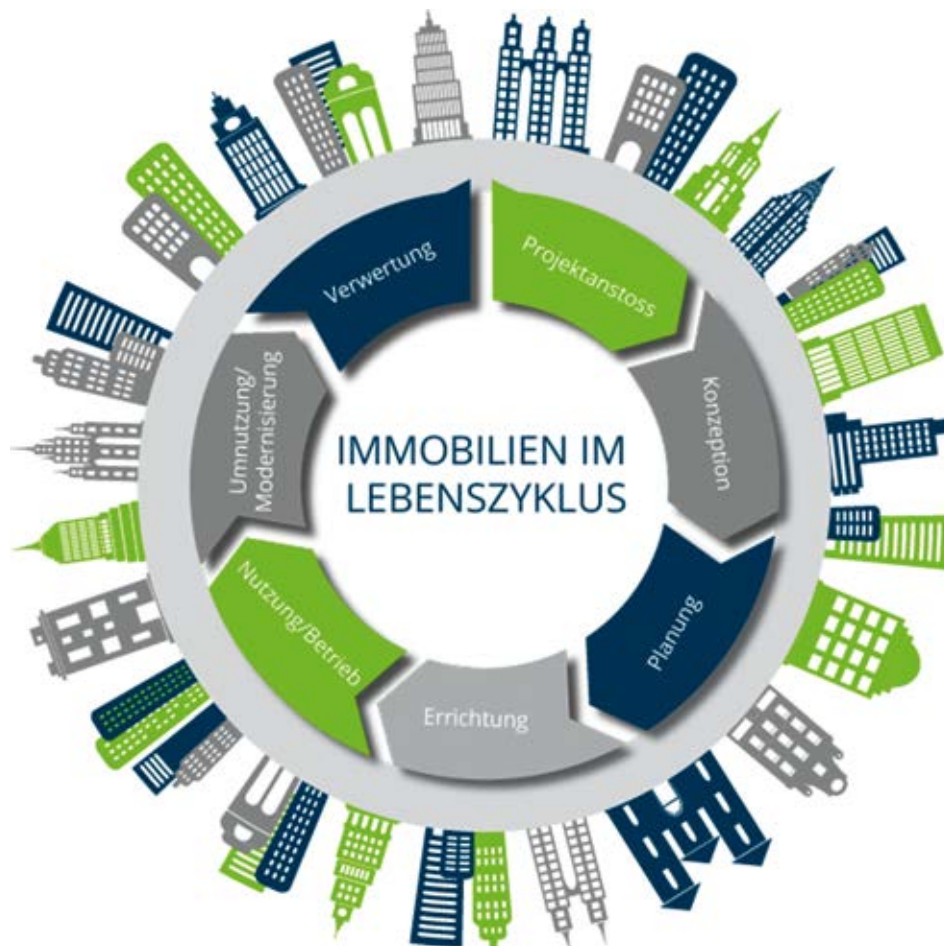 IMMOBILIEN IM
LEBENSZYKLUS
Projektanstoss
Konzeption
Planung
Errichtung
Nutzung/Betrieb
Umnutzung/
Modernisierung
Verwertung